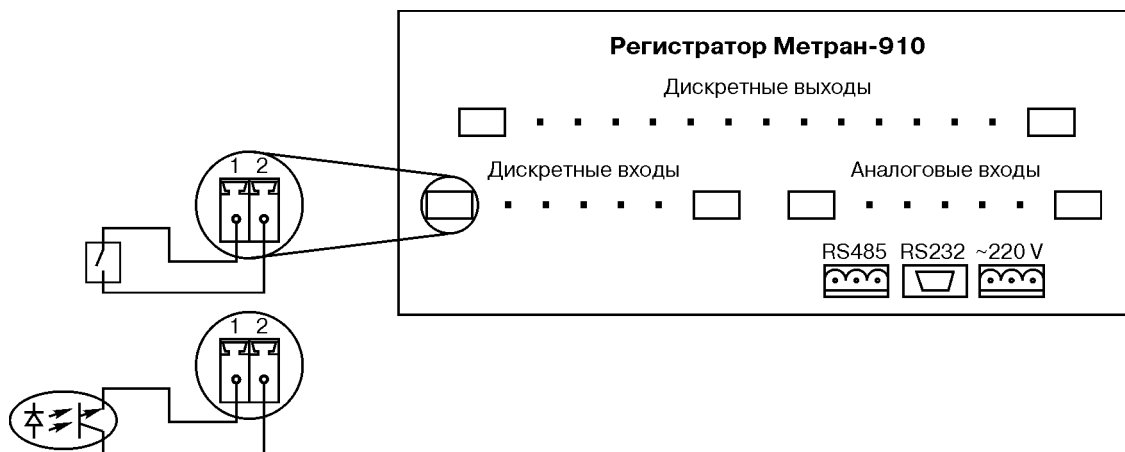 Регистратор Метран-910
Дискретные выходы
Дискретные входы
Аналоговые входы
1 2
RS485 RS232 ~220 V
1 2